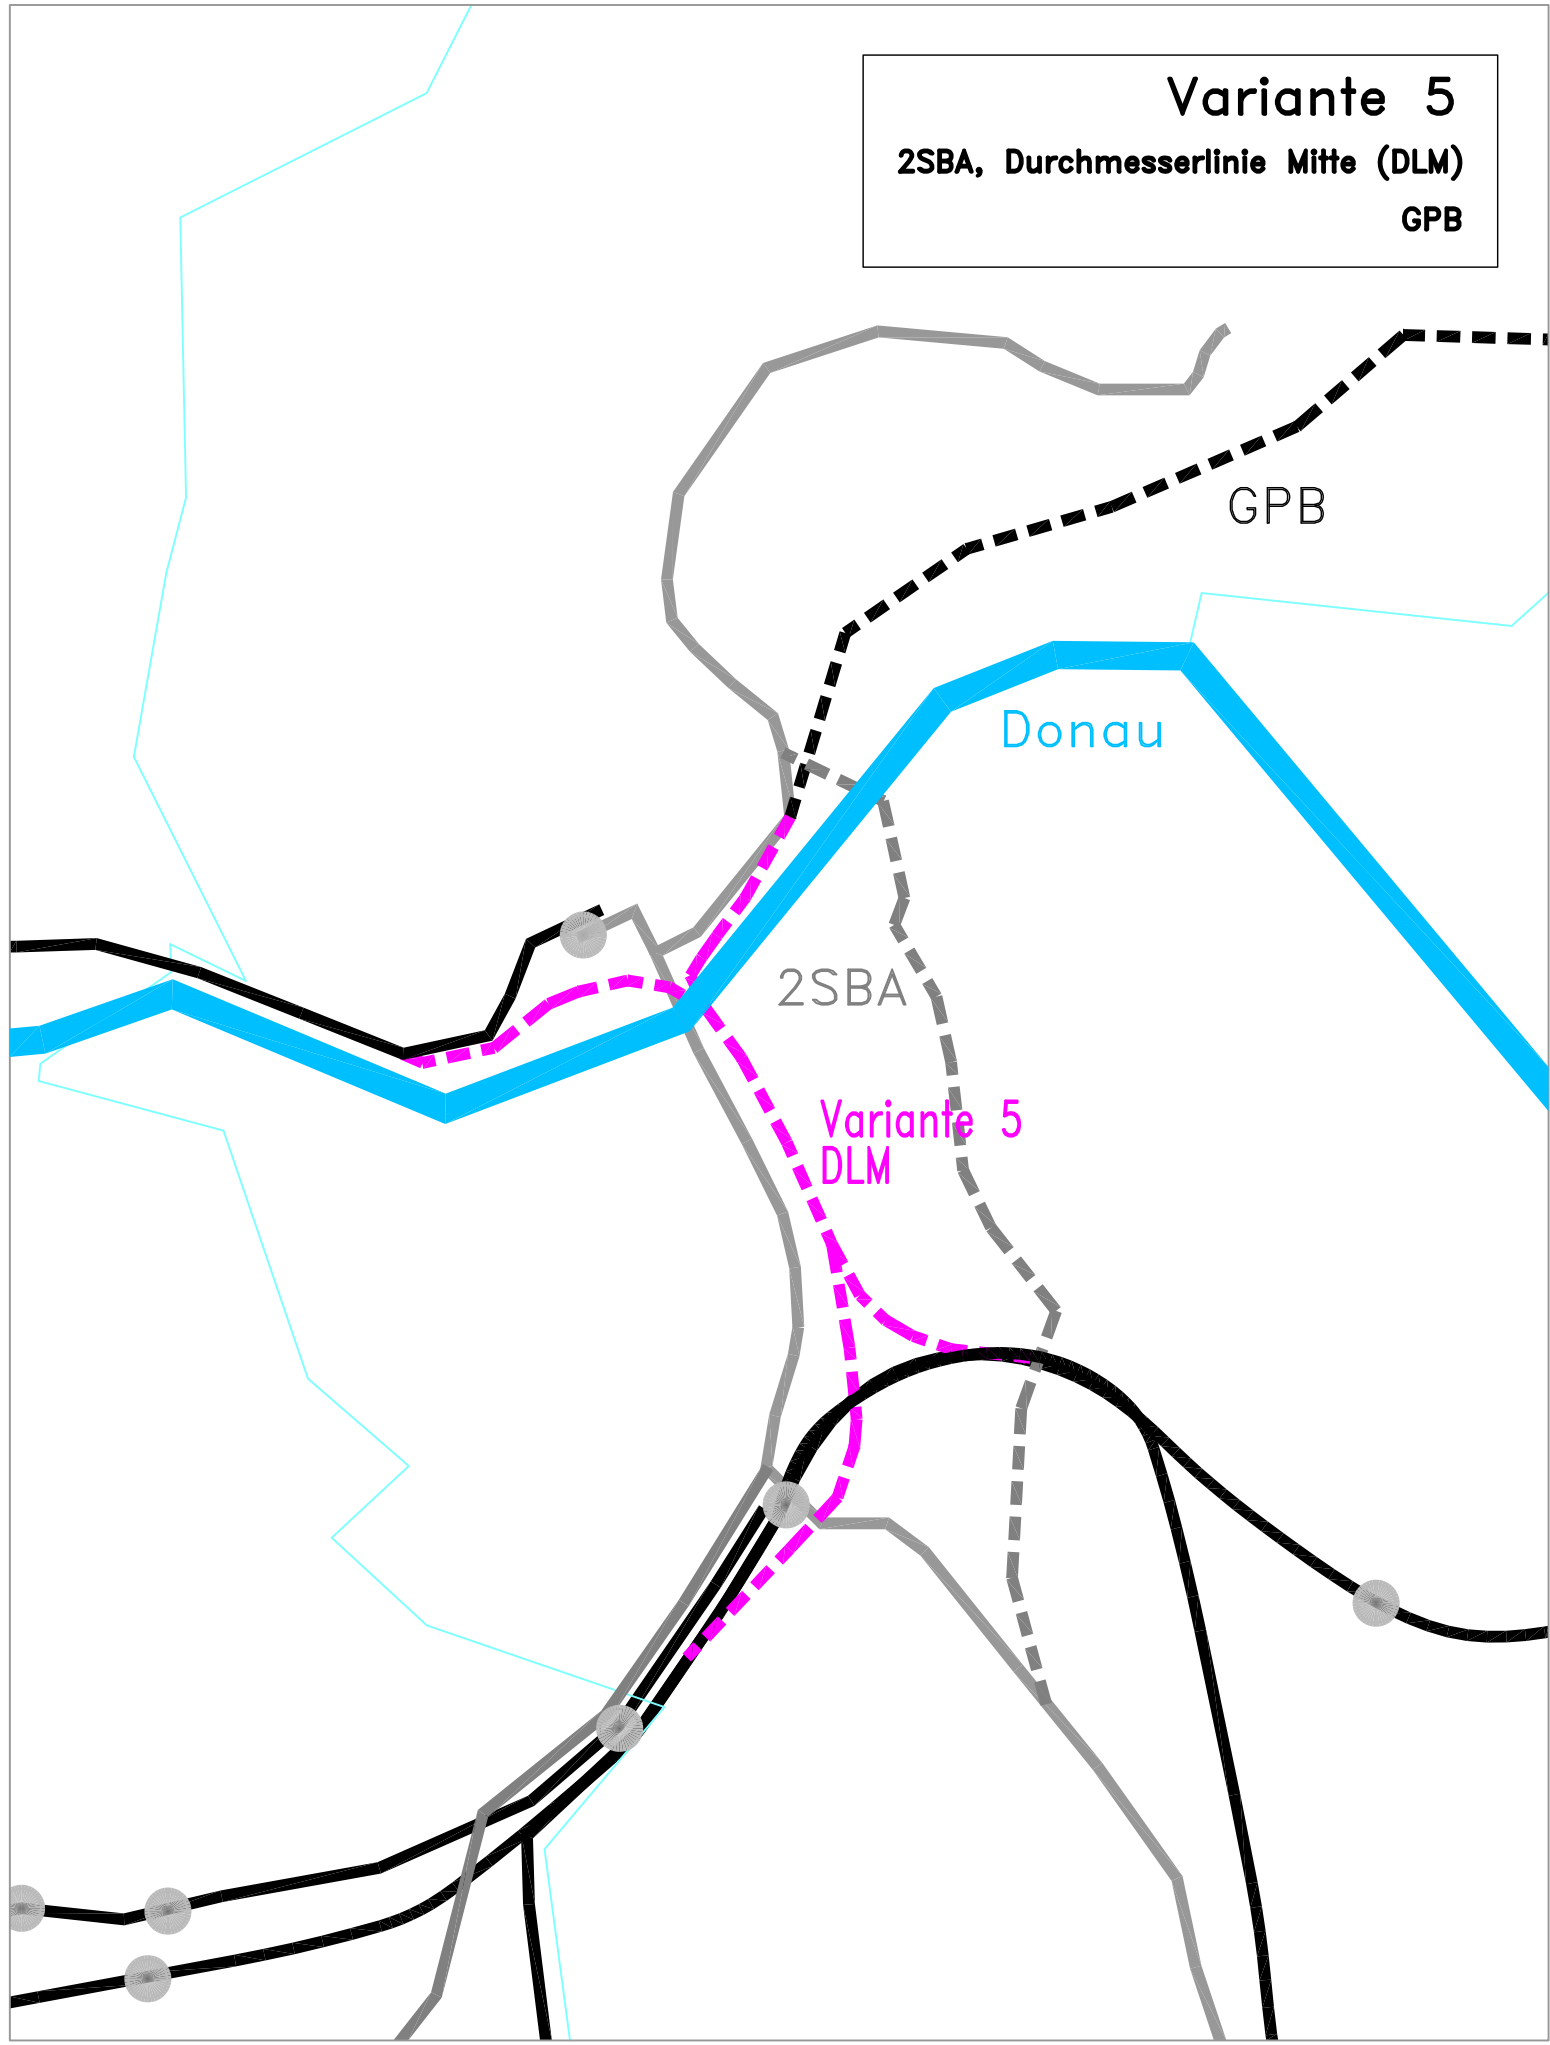 Variante 5
2SBA, Durchmesserlinie Mitte (DLM)
GPB
GPB
Donau
2SBA
Variante 5
DLM